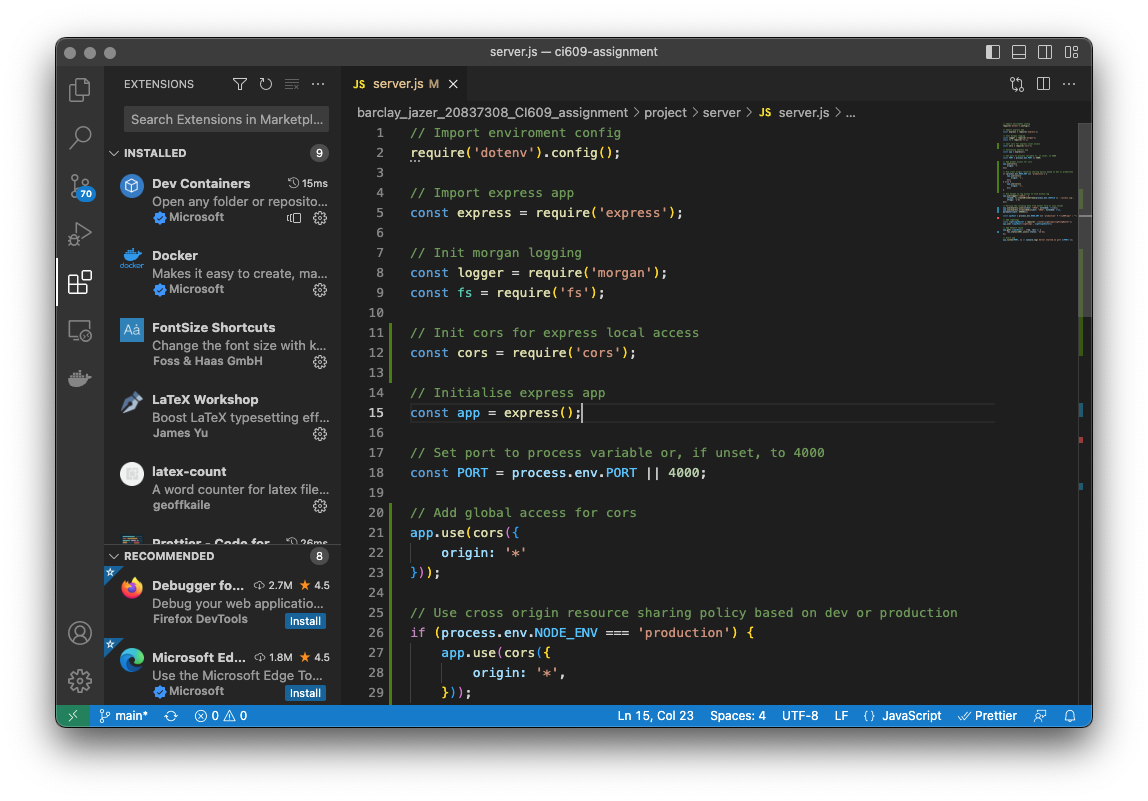 server.js — ci609-assignment
EXTENSIONS
Search Extensions in Marketpl...
INSTALLED 9
Dev Containers 15ms
Open any folder or reposito...
Microsoft
Docker
Makes it easy to create, ma...
Microsoft
docker
FontSize Shortcuts
Change the font size with k...
Foss & Haas GmbH
Aá
LaTeX Workshop
Boost LaTeX typesetting eff...
James Yu
latex-count
A word counter for latex file...
geoffkaile
Prettier - Code for 26ms
RECOMMENDED 8
Debugger fo... 2.7M 4.5
Debug your web applicatio...
Firefox DevTools Install
Microsoft Ed... 1.8M 4.5
Use the Microsoft Edge To...
Microsoft Install
70
JS server.js M
barclay_jazer_20837308_CI609_assignment > project > server > JS server.js > ...
1 // Import enviroment config
2 require('dotenv').config();
3
4 // Import express app
5 const express = require('express');
6
7 // Init morgan logging
8 const logger = require('morgan');
9 const fs = require('fs');
10
11 // Init cors for express local access
12 const cors = require('cors');
13
14 // Initialise express app
15 const app = express();
16
17 // Set port to process variable or, if unset, to 4000
18 const PORT = process.env.PORT || 4000;
19
20 // Add global access for cors
21 app.use(cors({
22 origin: '*'
23 }));
24
25 // Use cross origin resource sharing policy based on dev or production
26 if (process.env.NODE_ENV === 'production') {
27 app.use(cors({
28 origin: '*',
29 }));
main* 0 0 Ln 15, Col 23 Spaces: 4 UTF-8 LF {} JavaScript Prettier